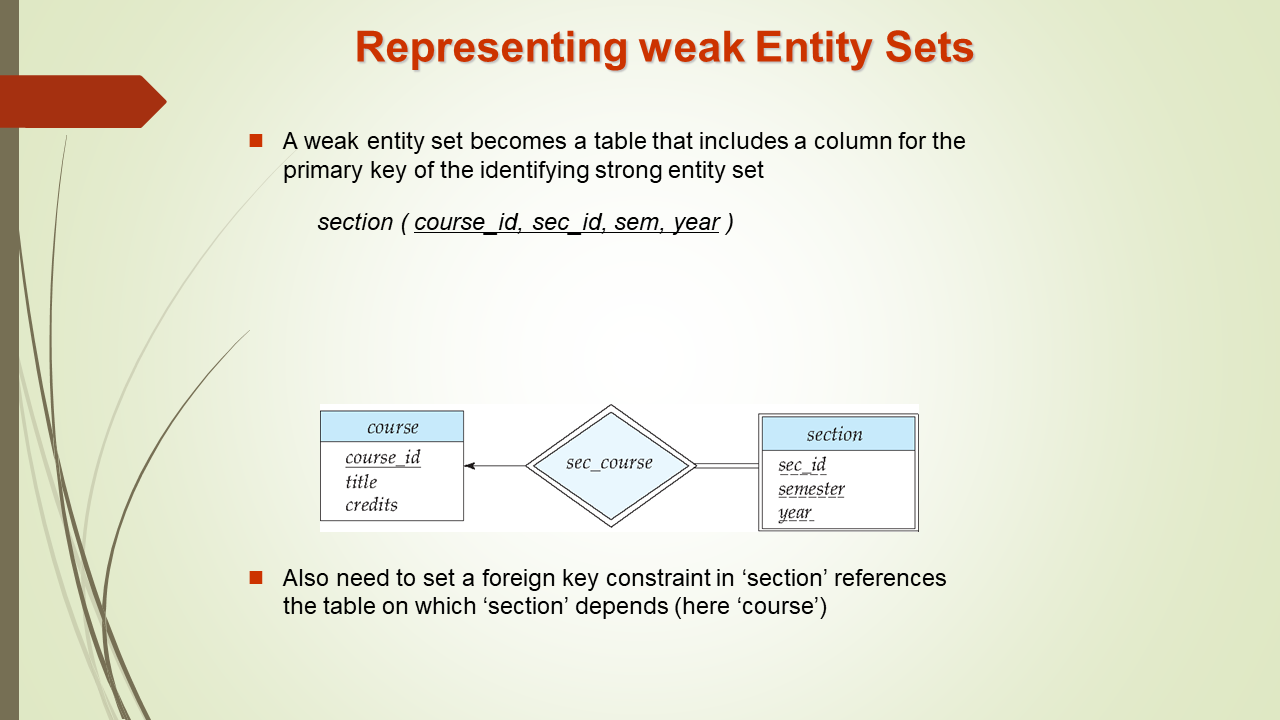 Representing weak Entity Sets
A weak entity set becomes a table that includes a column for the
primary key of the identifying strong entity set
section ( course_id, sec_id, sem, year )
course
course_id
title
credits
sec_course
section
sec_id
semester
year
Also need to set a foreign key constraint in ‘section’ references
the table on which ‘section’ depends (here ‘course’)